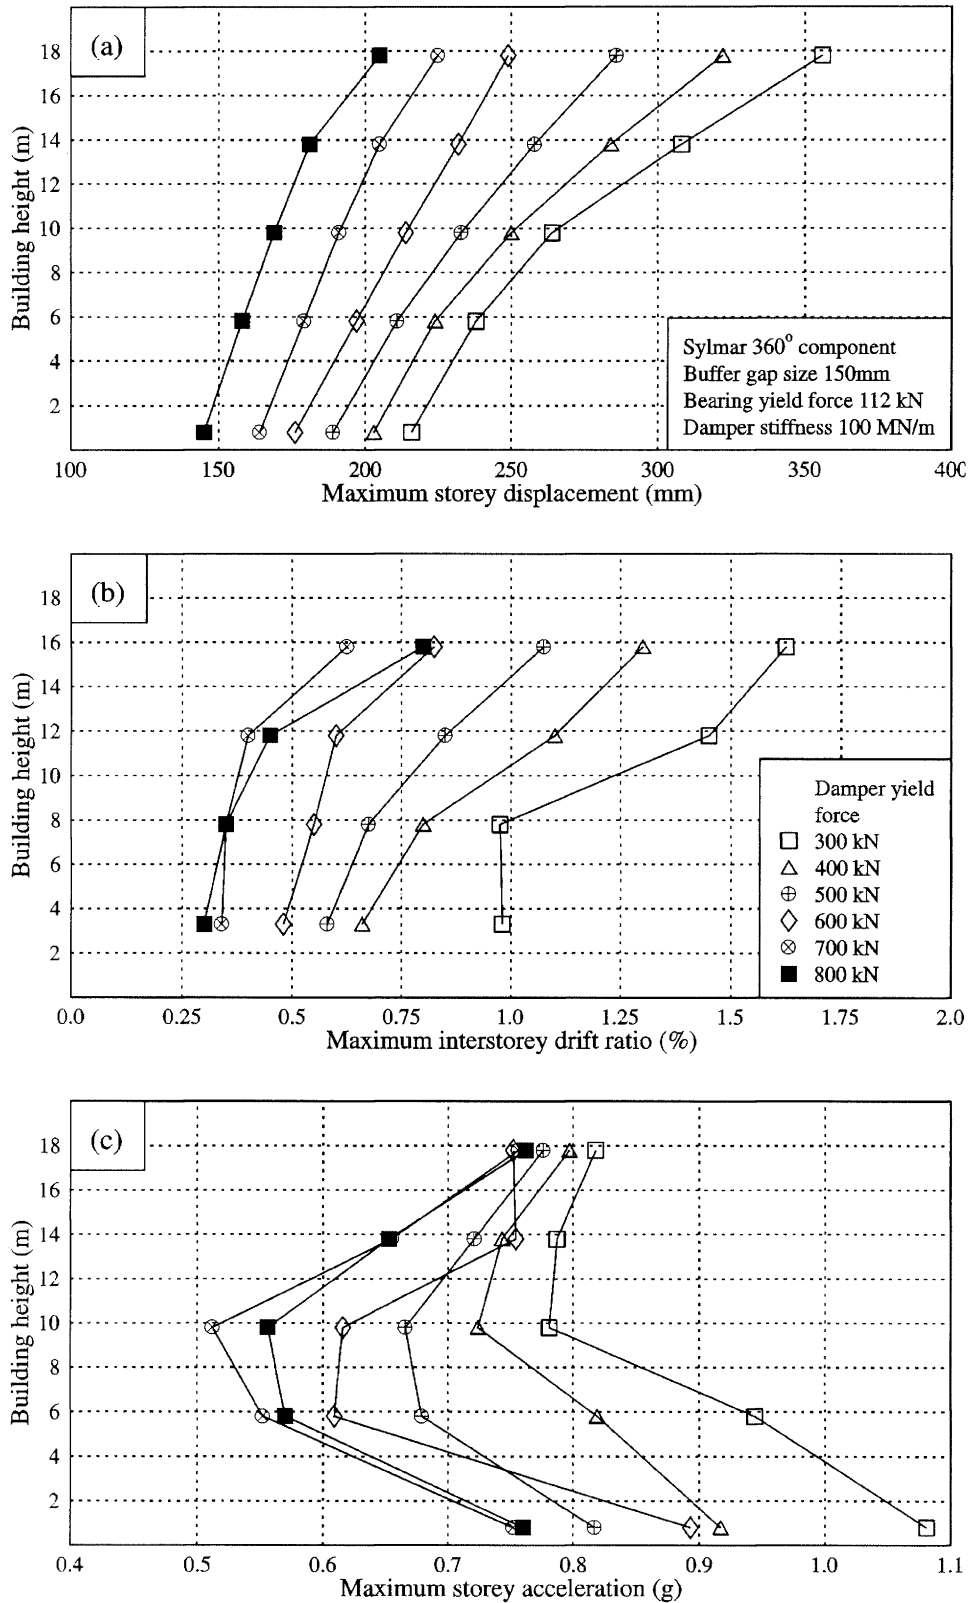 (a)
18
16
14
12
10
8
6
4
2
Building height (m)
Sylmar 360° component
Buffer gap size 150mm
Bearing yield force 112 kN
Damper stiffness 100 MN/m
100 150 200 250 300 350 400
Maximum storey displacement (mm)
(b)
18
16
14
12
10
8
6
4
2
Building height (m)
Damper yield
force
300 kN
400 kN
500 kN
600 kN
700 kN
800 kN
0.0 0.25 0.5 0.75 1.0 1.25 1.5 1.75 2.0
Maximum interstorey drift ratio (%)
(c)
18
16
14
12
10
8
6
4
2
Building height (m)
0.4 0.5 0.6 0.7 0.8 0.9 1.0 1.1
Maximum storey acceleration (g)